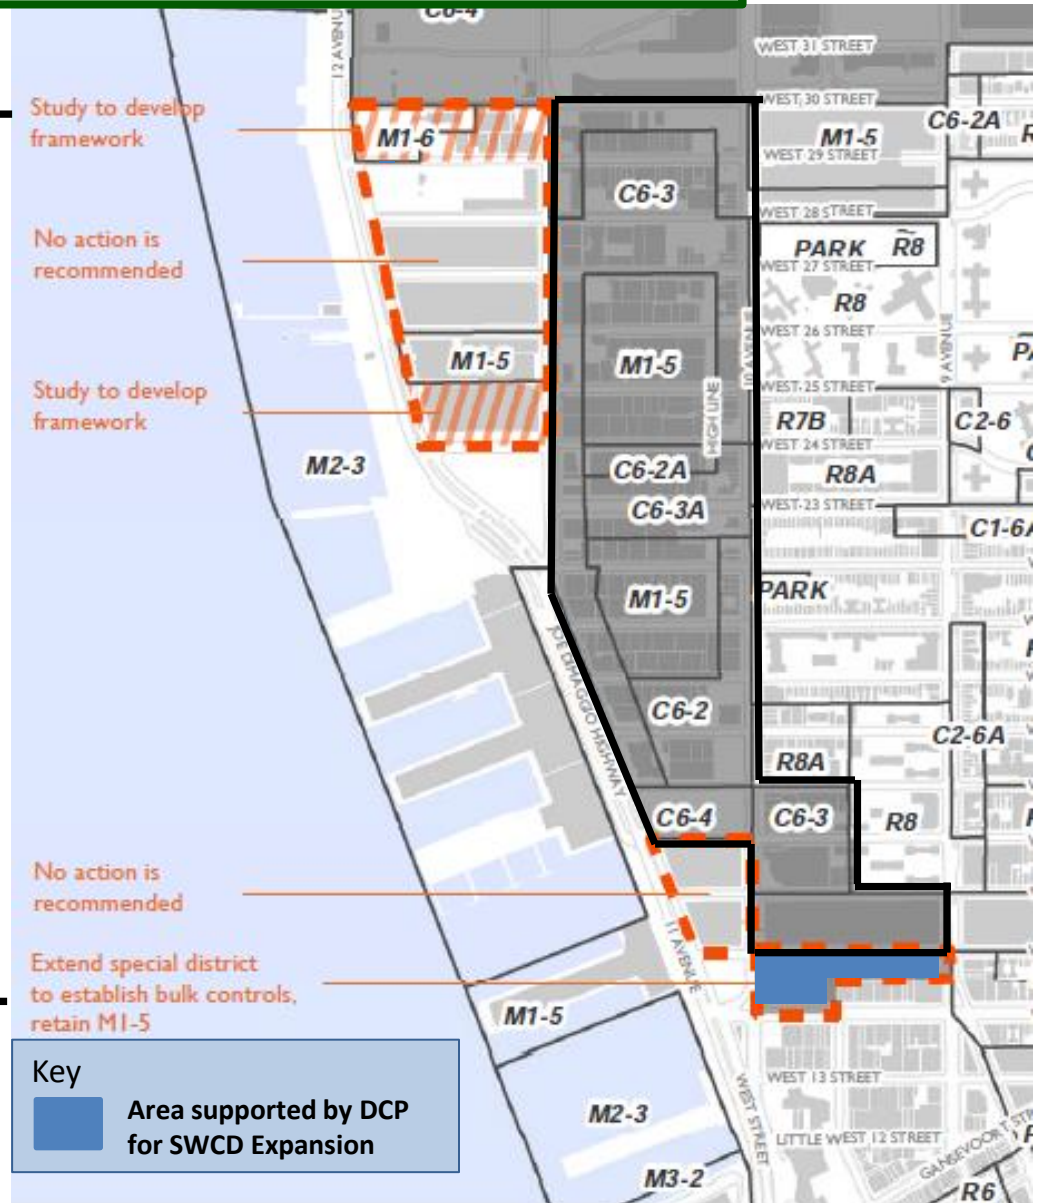 C6-4
WEST 31 STREET
12 AVENUE
Study to develop
framework
WEST 30 STREET
C6-2A
M1-6
M1-5
WEST 29 STREET
C6-3
WEST 28 STREET
No action is
recommended
PARK R8
WEST 27 STREET
R8
WEST 26 STREET
9 AVENUE
10 AVENUE
M1-5
M1-5
HIGH LINE
WEST 25 STREET
Study to develop
framework
R7B
C2-6
WEST 24 STREET
M2-3
C6-2A
R8A
WEST 23 STREET
C6-3A
C1-6A
M1-5
PARK
JOE DIMAGGIO HIGHWAY
C6-2
C2-6A
R8A
C6-4
C6-3
R8
No action is
recommended
11 AVENUE
Extend special district
to establish bulk controls,
retain M1-5
M1-5
Key
Area supported by DCP
for SWCD Expansion
WEST 13 STREET
WEST STREET
M2-3
LITTLE WEST 12 STREET
GANSEVOORT
M3-2
R6